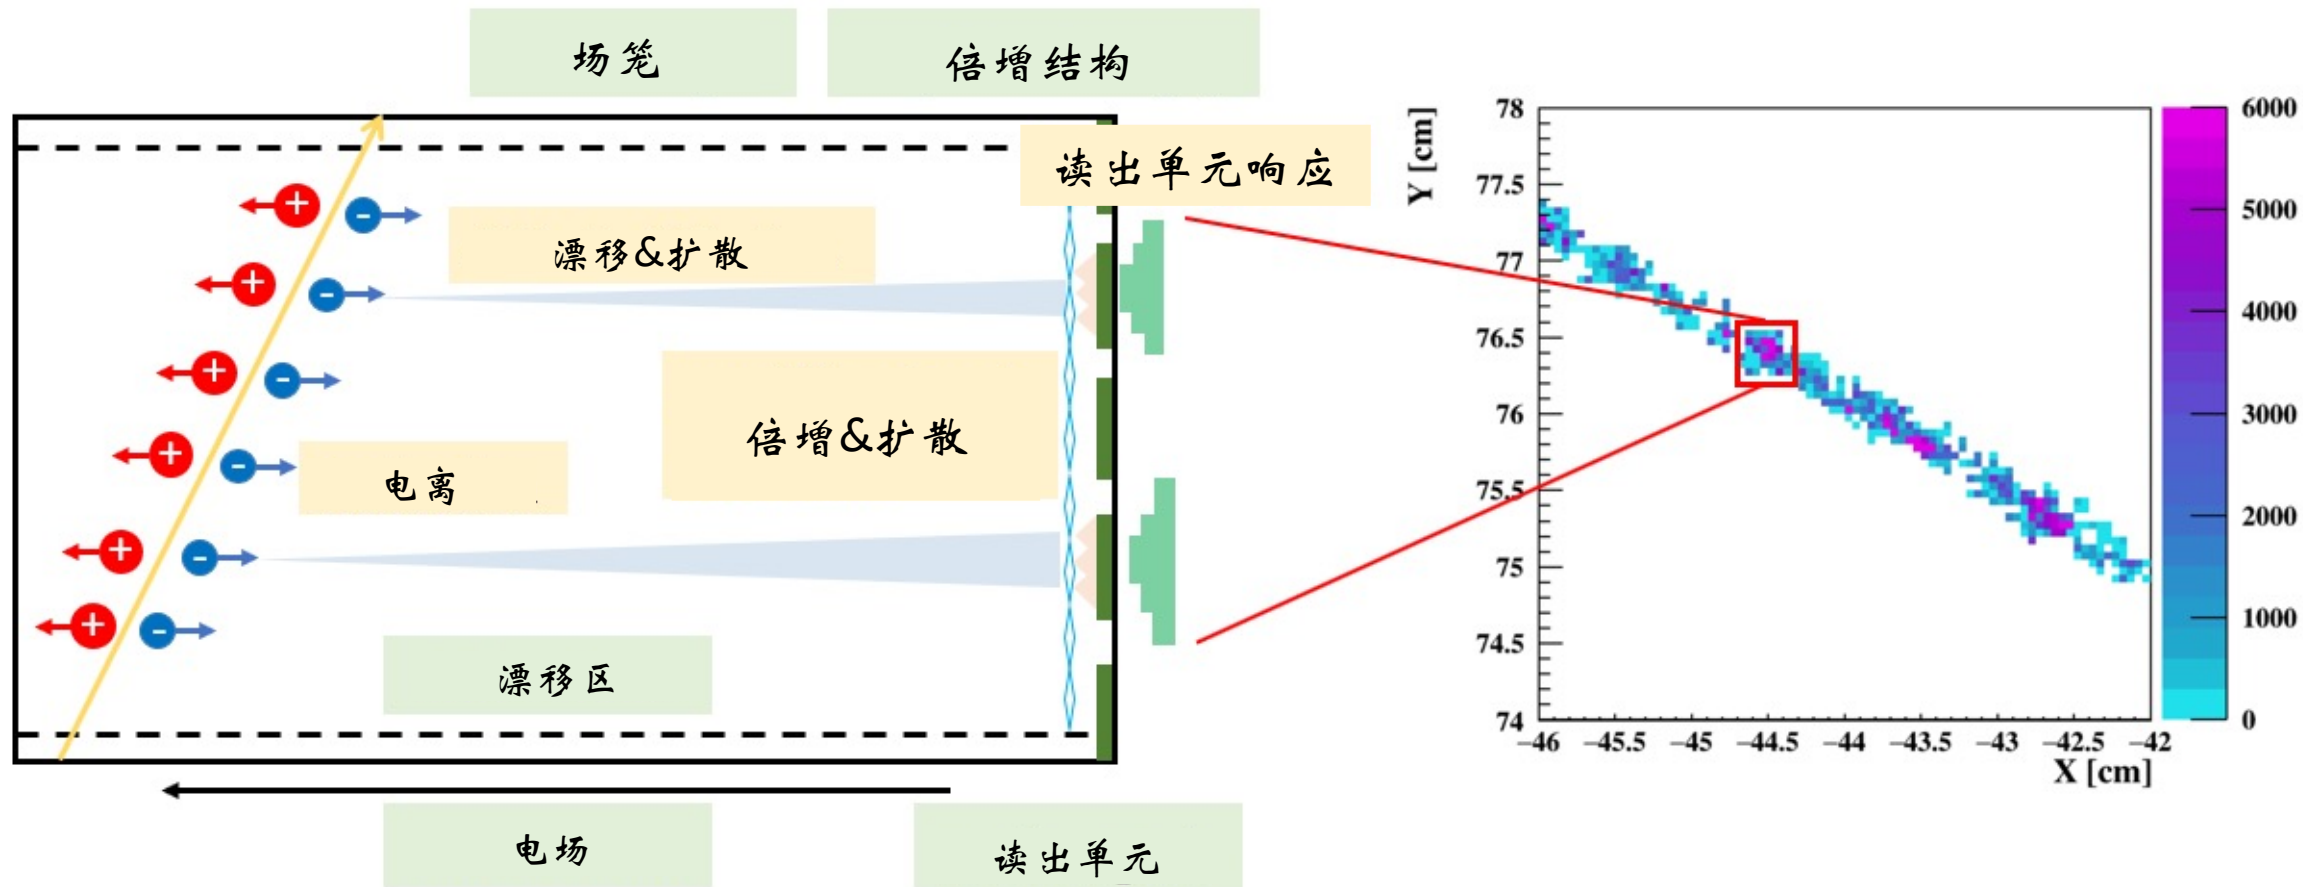 场笼
倍增结构
读出单元响应
漂移&扩散
倍增&扩散
电离
漂移区
电场
读出单元
+
-
+
-
+
-
+
-
+
-
+
-
Y [cm]
78
77.5
77
76.5
76
75.5
75
74.5
74
−46 −45.5 −45 −44.5 −44 −43.5 −43 −42.5 −42
X [cm]
6000
5000
4000
3000
2000
1000
0